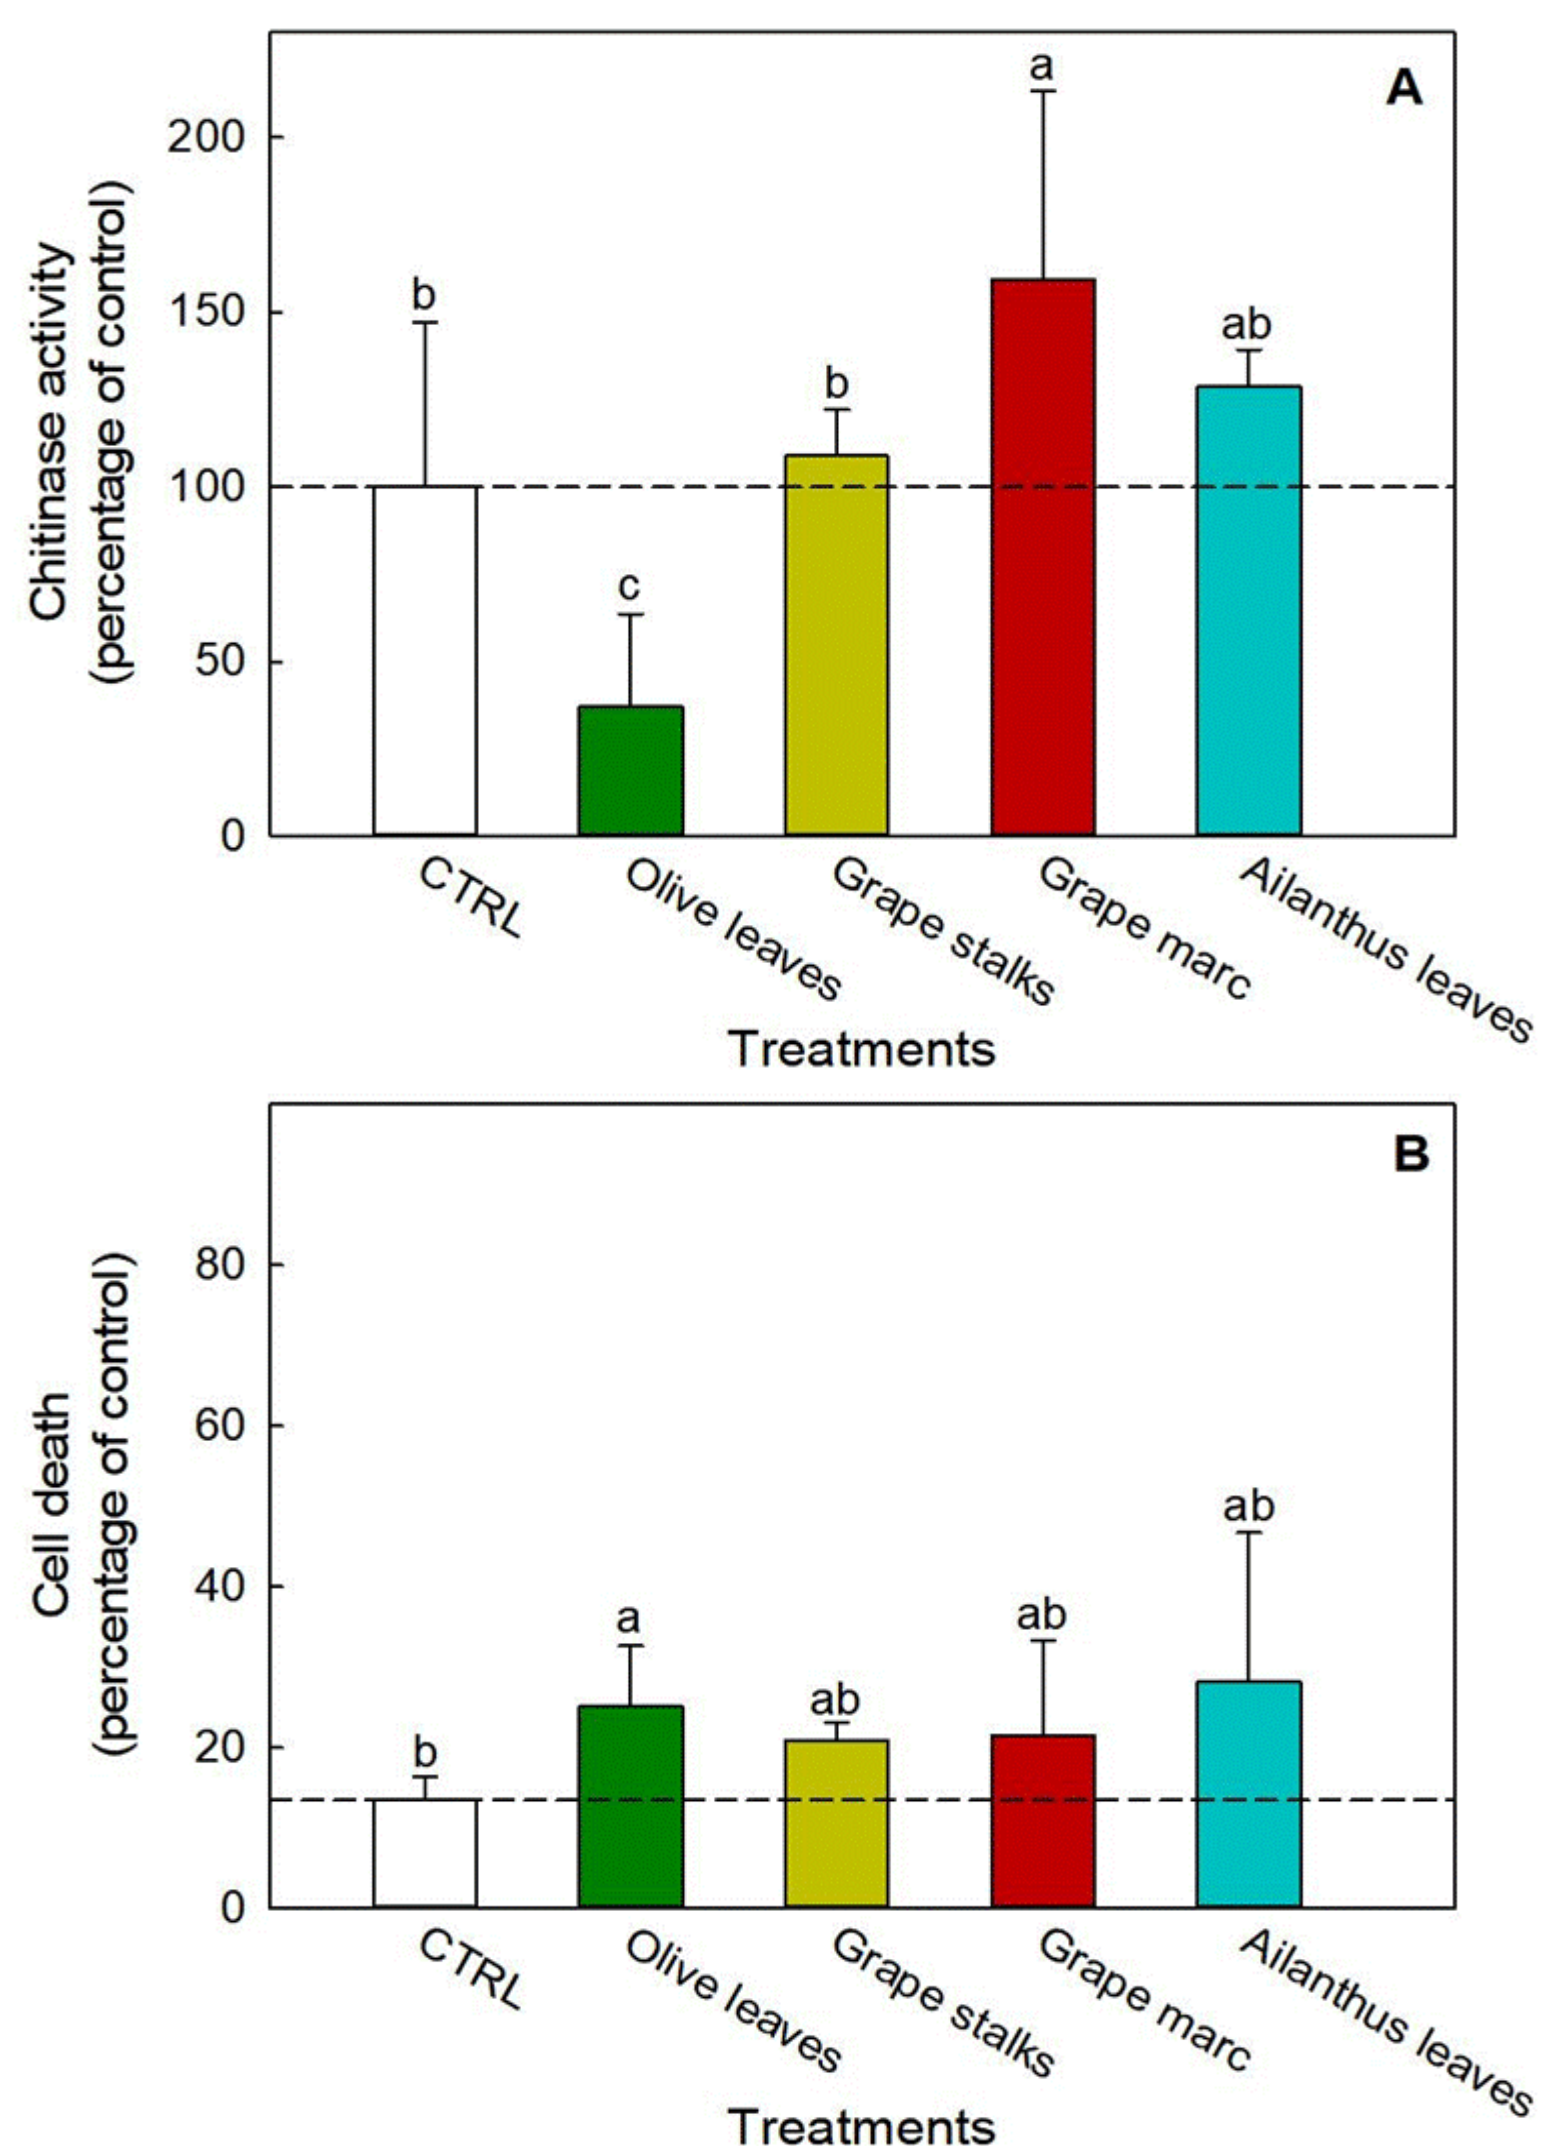 A
Chitinase activity
(percentage of control)
200
150
100
50
0
b
c
b
a
ab
CTRL
Olive leaves
Grape stalks
Grape marc
Ailanthus leaves
Treatments
B
Cell death
(percentage of control)
80
60
40
20
0
b
a
ab
ab
ab
CTRL
Olive leaves
Grape stalks
Grape marc
Ailanthus leaves
Treatments